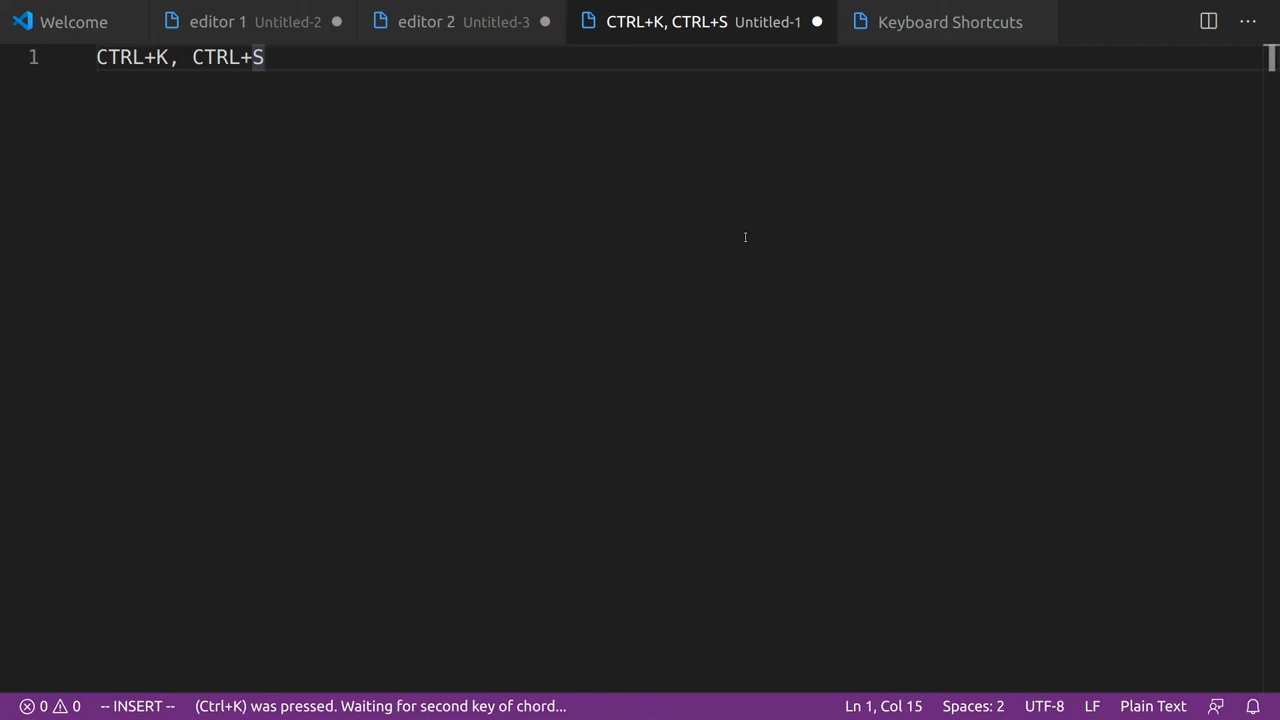 Welcome editor 1 Untitled-2 editor 2 Untitled-3 CTRL+K, CTRL+S Untitled-1 Keyboard Shortcuts
1 CTRL+K, CTRL+S
0 0 -- INSERT -- (Ctrl+K) was pressed. Waiting for second key of chord... Ln 1, Col 15 Spaces: 2 UTF-8 LF Plain Text